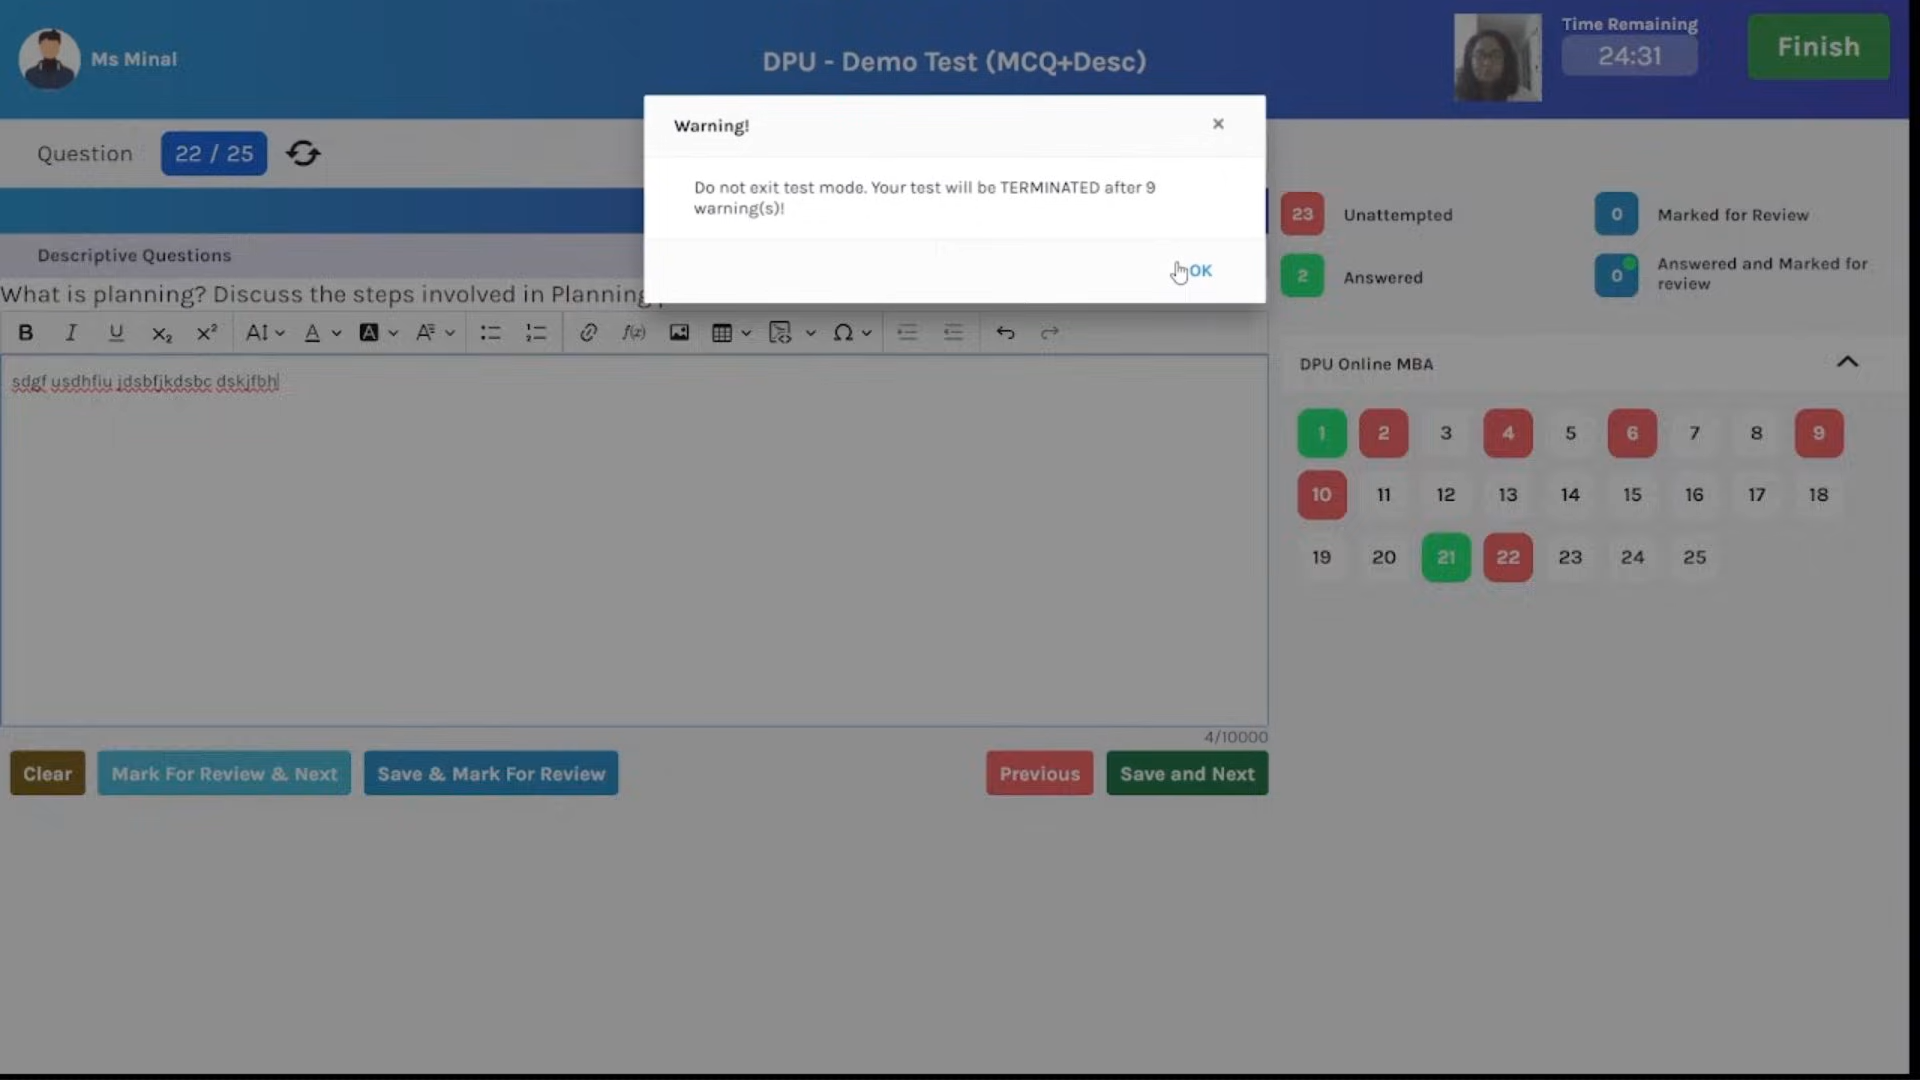 Ms Minal
DPU - Demo Test (MCQ+Desc)
Time Remaining
24:31
Finish
Warning!
×
Do not exit test mode. Your test will be TERMINATED after 9
warning(s)!
OK
Question 22 / 25
Descriptive Questions
What is planning? Discuss the steps involved in Planning
B I U X₂ X² A A A A Ω
f(x)
sdgf usdhfiu jdsbfjkdsbc dskjfbh
4/10000
Clear Mark For Review & Next Save & Mark For Review Previous Save and Next
23 Unattempted 0 Marked for Review
2 Answered 0 Answered and Marked for
review
DPU Online MBA
1 2 3 4 5 6 7 8 9
10 11 12 13 14 15 16 17 18
19 20 21 22 23 24 25